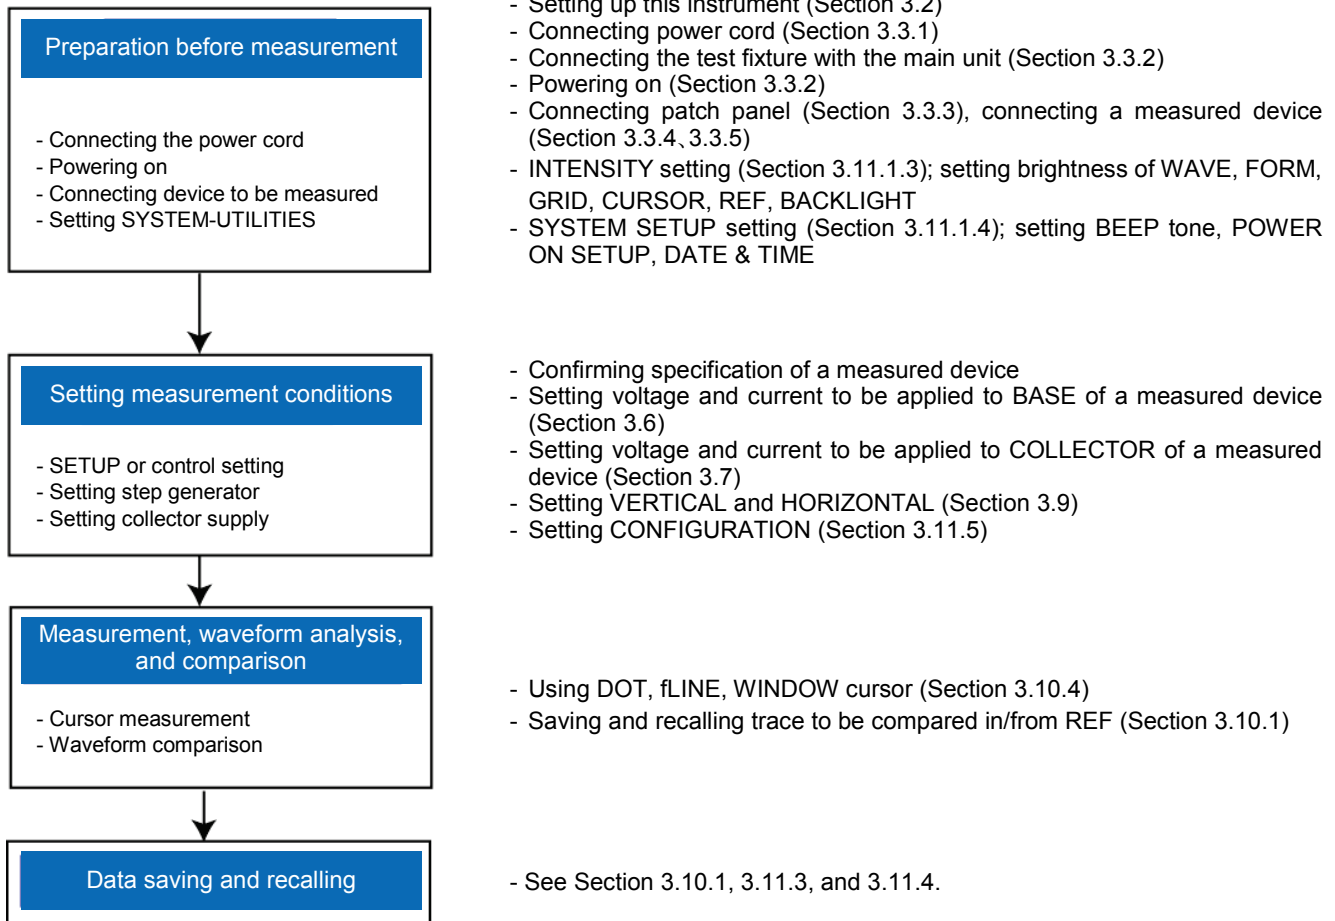 Preparation before measurement
- Connecting the power cord
- Powering on
- Connecting device to be measured
- Setting SYSTEM-UTILITIES
- Setting up this instrument (Section 3.2)
- Connecting power cord (Section 3.3.1)
- Connecting the test fixture with the main unit (Section 3.3.2)
- Powering on (Section 3.3.2)
- Connecting patch panel (Section 3.3.3), connecting a measured device
(Section 3.3.4、3.3.5)
- INTENSITY setting (Section 3.11.1.3); setting brightness of WAVE, FORM,
GRID, CURSOR, REF, BACKLIGHT
- SYSTEM SETUP setting (Section 3.11.1.4); setting BEEP tone, POWER
ON SETUP, DATE & TIME
Setting measurement conditions
- SETUP or control setting
- Setting step generator
- Setting collector supply
- Confirming specification of a measured device
- Setting voltage and current to be applied to BASE of a measured device
(Section 3.6)
- Setting voltage and current to be applied to COLLECTOR of a measured
device (Section 3.7)
- Setting VERTICAL and HORIZONTAL (Section 3.9)
- Setting CONFIGURATION (Section 3.11.5)
Measurement, waveform analysis,
and comparison
- Cursor measurement
- Waveform comparison
- Using DOT, fLINE, WINDOW cursor (Section 3.10.4)
- Saving and recalling trace to be compared in/from REF (Section 3.10.1)
Data saving and recalling
- See Section 3.10.1, 3.11.3, and 3.11.4.